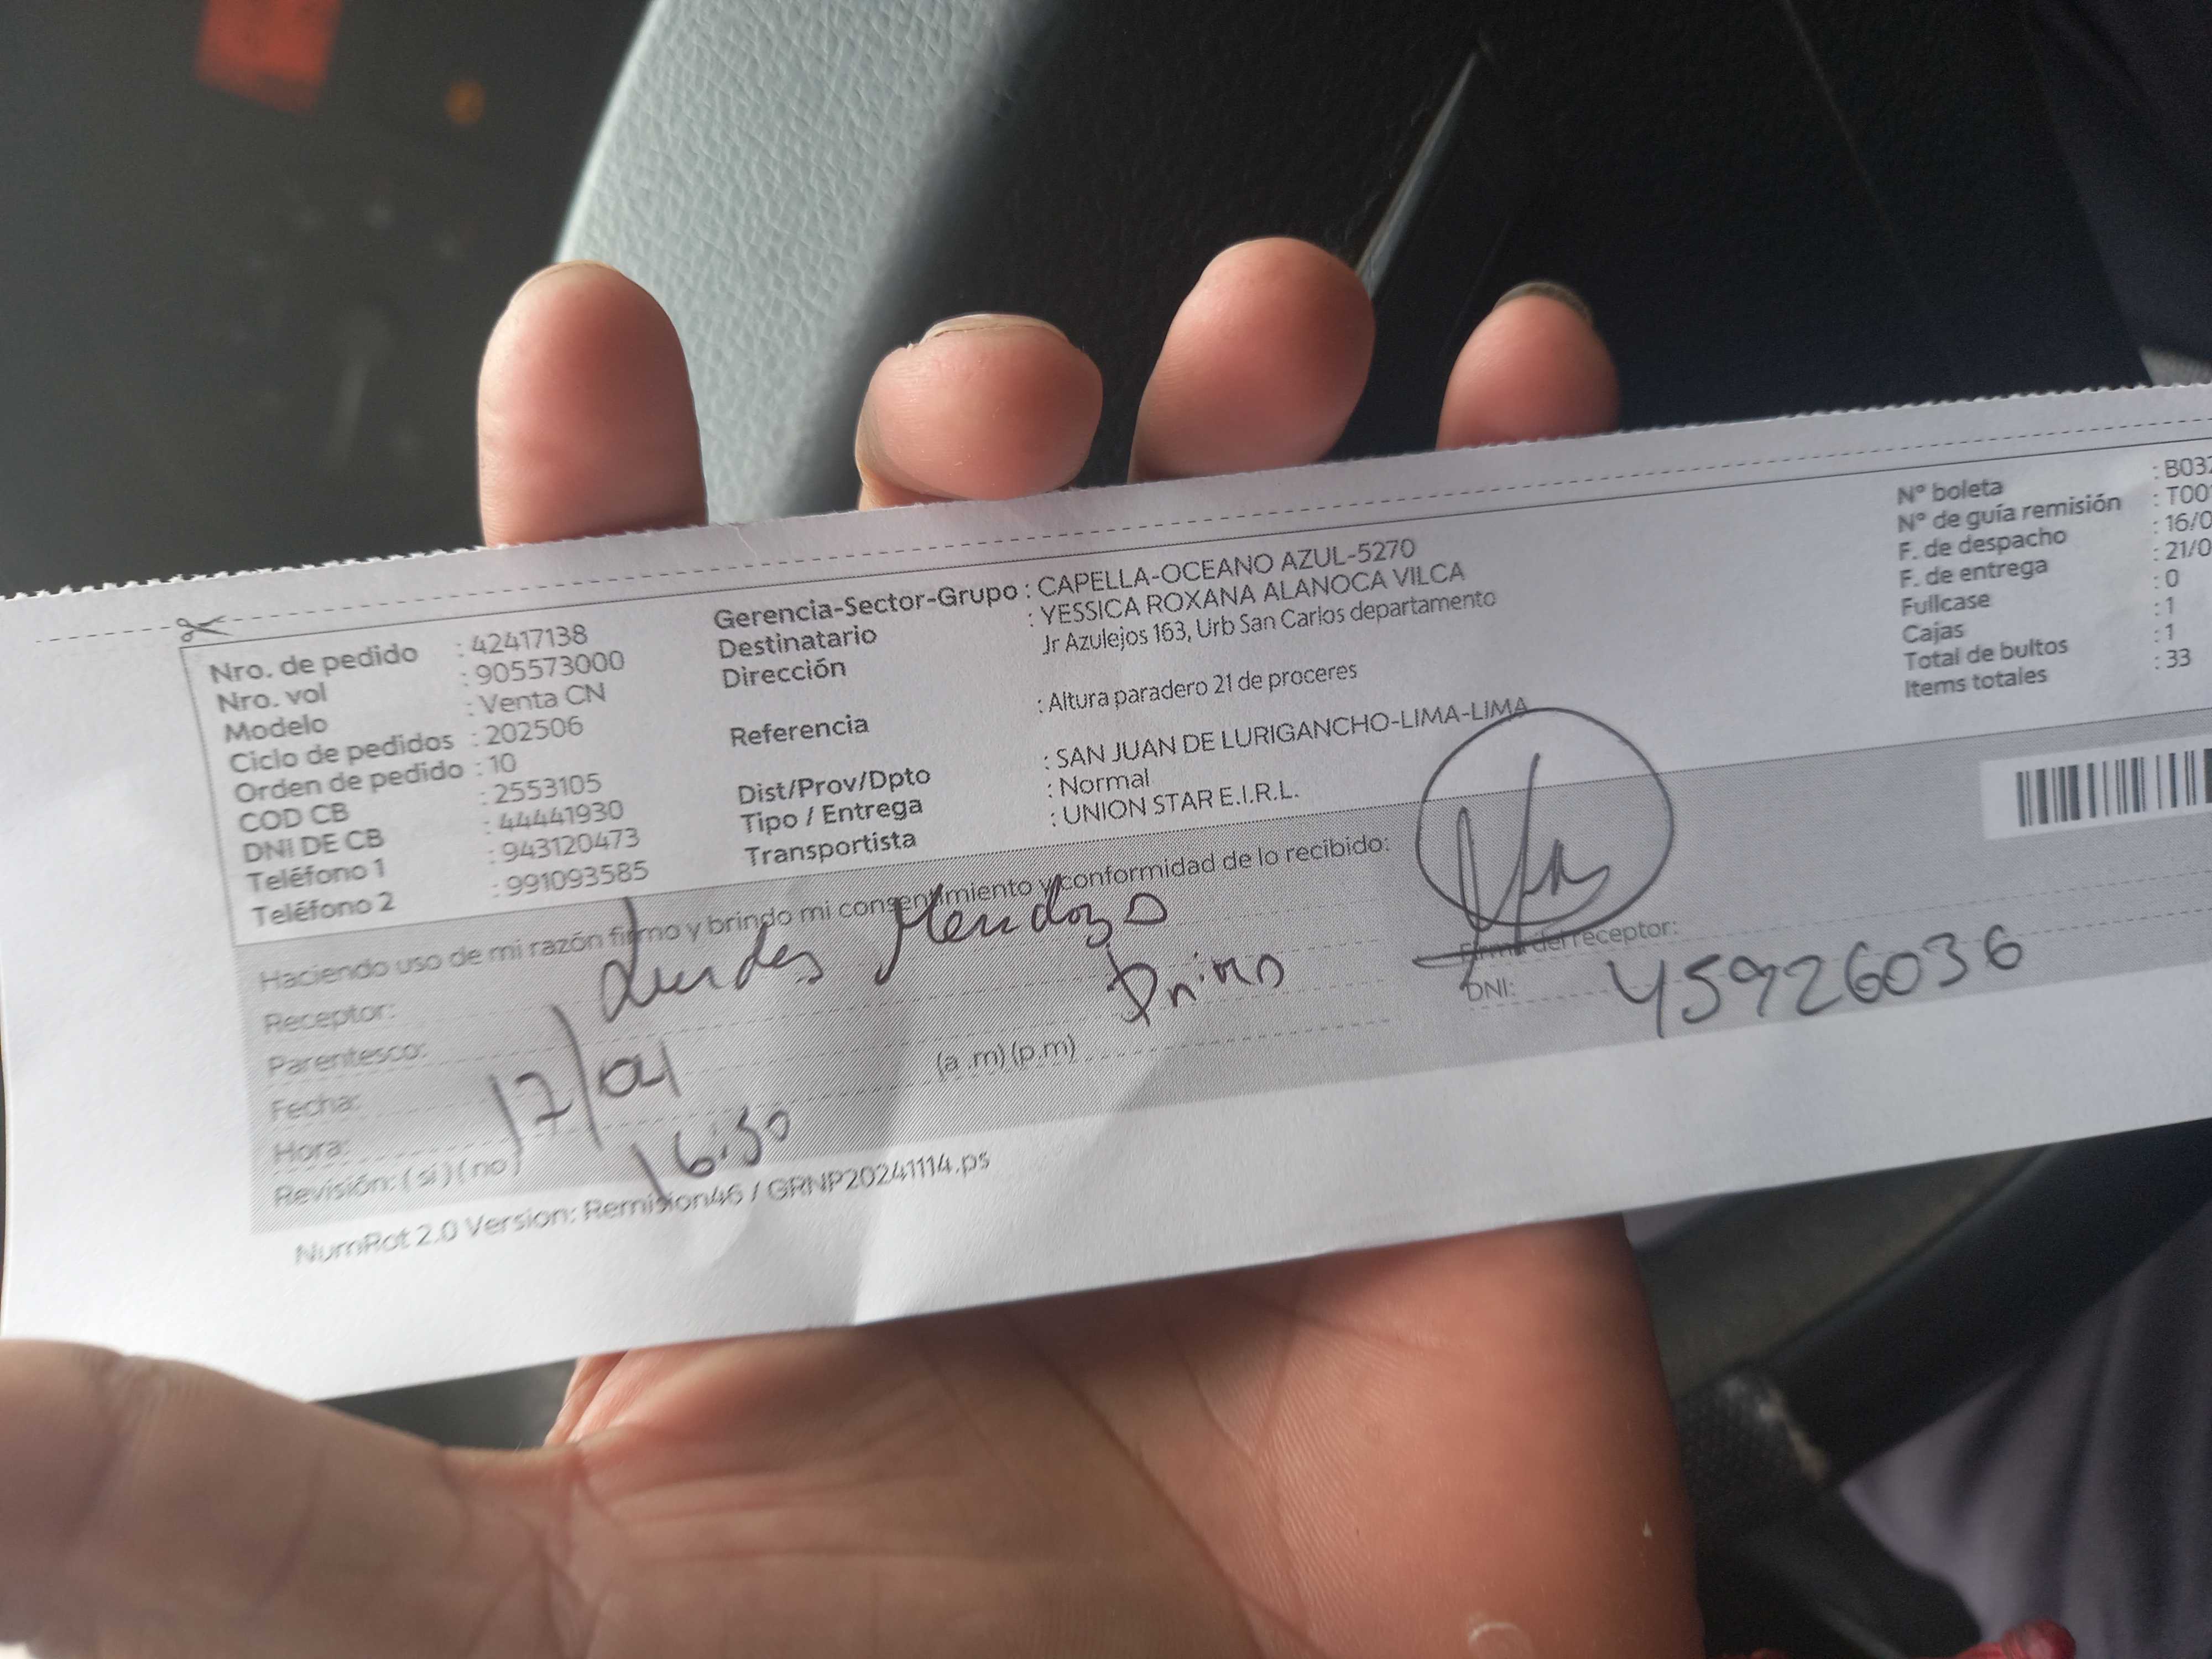 Nro. de pedido : 42417138
Nro. vol : 905573000
Modelo : Venta CN
Ciclo de pedidos : 202506
Orden de pedido : 10
COD CB : 2553105
DNI DE CB : 44441930
Teléfono 1 : 943120473
Teléfono 2 : 991093585
Gerencia-Sector-Grupo : CAPELLA-OCEANO AZUL-5270
Destinatario : YESSICA ROXANA ALANOCA VILCA
Dirección Jr Azulejos 163, Urb San Carlos departamento
Referencia : Altura paradero 21 de proceres
Dist/Prov/Dpto : SAN JUAN DE LURIGANCHO-LIMA-LIMA
Tipo / Entrega : Normal
Transportista : UNION STAR E.I.R.L.
N° boleta : B03
N° de guía remisión : T00
F. de despacho : 16/0
F. de entrega : 21/0
Fullcase : 0
Cajas : 1
Total de bultos : 1
Items totales : 33
Haciendo uso de mi razón firmo y brindo mi consentimiento y conformidad de lo recibido:
Receptor: Lurdes Mendoza
Parentesco: Prima
Fecha: 17/04
Hora: 16:50 (a .m) (p.m)
Revisión: ( si ) ( no )
Firma del receptor:
DNI: 45926036
NumRot 2.0 Version: Remision46 / GRNP20241114.ps